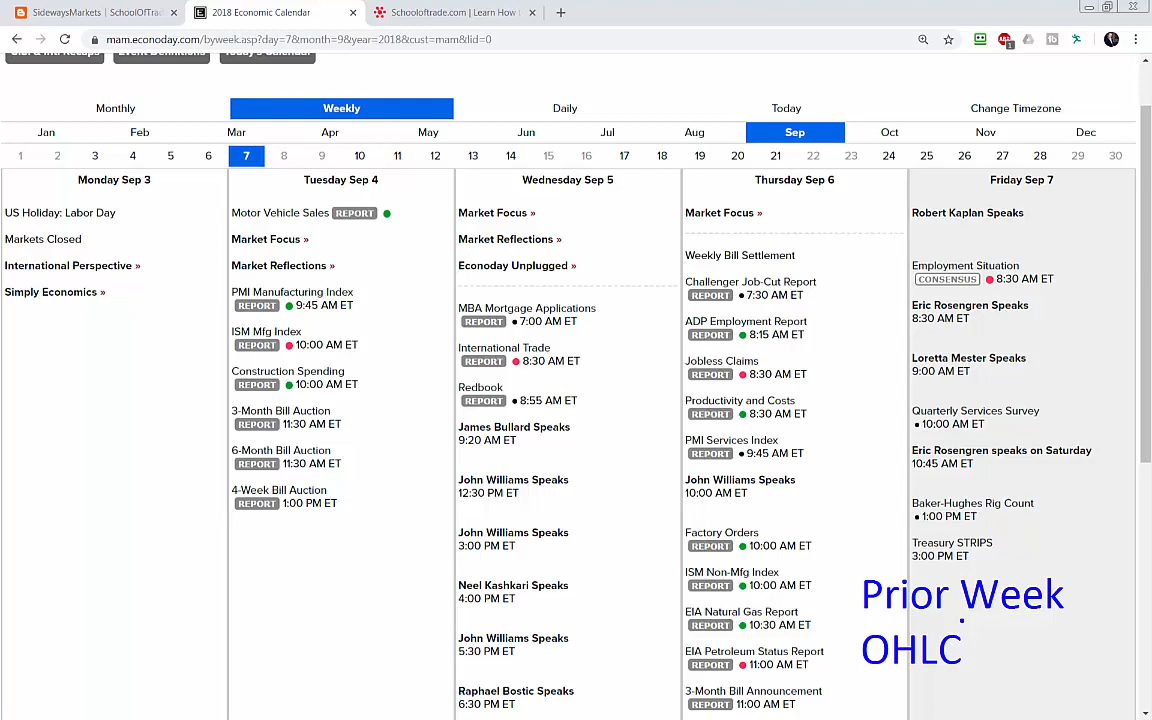 SidewaysMarkets | SchoolOfTrad
2018 Economic Calendar
Schooloftrade.com | Learn How
mam.econoday.com/byweek.asp?day=7&month=9&year=2018&cust=mam&lid=0
Monthly Weekly Daily Today Change Timezone
Jan Feb Mar Apr May Jun Jul Aug Sep Oct Nov Dec
1 2 3 4 5 6 7 8 9 10 11 12 13 14 15 16 17 18 19 20 21 22 23 24 25 26 27 28 29 30
Monday Sep 3
US Holiday: Labor Day
Markets Closed
International Perspective »
Simply Economics »
Tuesday Sep 4
Motor Vehicle Sales REPORT
Market Focus »
Market Reflections »
PMI Manufacturing Index
REPORT 9:45 AM ET
ISM Mfg Index
REPORT 10:00 AM ET
Construction Spending
REPORT 10:00 AM ET
3-Month Bill Auction
REPORT 11:30 AM ET
6-Month Bill Auction
REPORT 11:30 AM ET
4-Week Bill Auction
REPORT 1:00 PM ET
Wednesday Sep 5
Market Focus »
Market Reflections »
Econoday Unplugged »
MBA Mortgage Applications
REPORT 7:00 AM ET
International Trade
REPORT 8:30 AM ET
Redbook
REPORT 8:55 AM ET
James Bullard Speaks
9:20 AM ET
John Williams Speaks
12:30 PM ET
John Williams Speaks
3:00 PM ET
Neel Kashkari Speaks
4:00 PM ET
John Williams Speaks
5:30 PM ET
Raphael Bostic Speaks
6:30 PM ET
Thursday Sep 6
Market Focus »
Weekly Bill Settlement
Challenger Job-Cut Report
REPORT 7:30 AM ET
ADP Employment Report
REPORT 8:15 AM ET
Jobless Claims
REPORT 8:30 AM ET
Productivity and Costs
REPORT 8:30 AM ET
PMI Services Index
REPORT 9:45 AM ET
John Williams Speaks
10:00 AM ET
Factory Orders
REPORT 10:00 AM ET
ISM Non-Mfg Index
REPORT 10:00 AM ET
EIA Natural Gas Report
REPORT 10:30 AM ET
EIA Petroleum Status Report
REPORT 11:00 AM ET
3-Month Bill Announcement
REPORT 11:00 AM ET
Friday Sep 7
Robert Kaplan Speaks
Employment Situation
CONSENSUS 8:30 AM ET
Eric Rosengren Speaks
8:30 AM ET
Loretta Mester Speaks
9:00 AM ET
Quarterly Services Survey
10:00 AM ET
Eric Rosengren speaks on Saturday
10:45 AM ET
Baker-Hughes Rig Count
1:00 PM ET
Treasury STRIPS
3:00 PM ET
Prior Week
OHLC